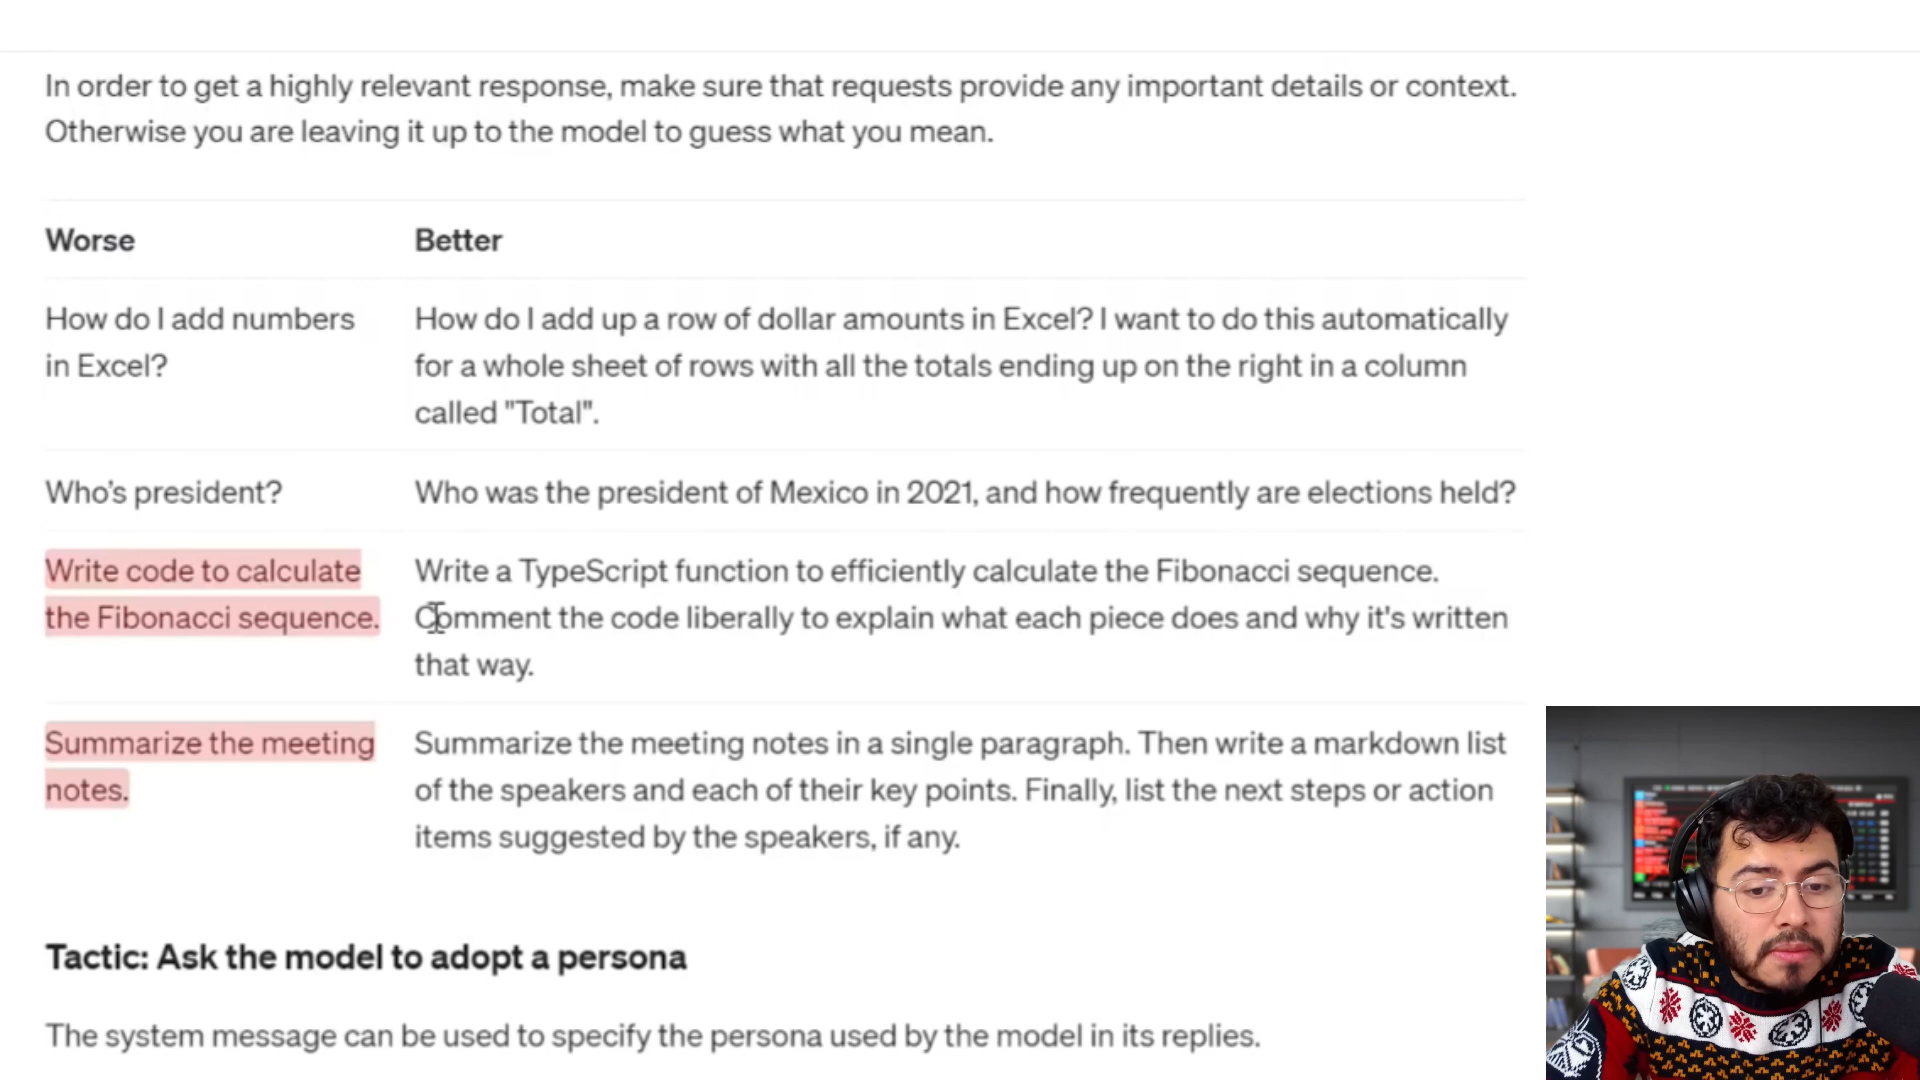 In order to get a highly relevant response, make sure that requests provide any important details or context.
Otherwise you are leaving it up to the model to guess what you mean.
Worse
Better
How do I add numbers
in Excel?
How do I add up a row of dollar amounts in Excel? I want to do this automatically
for a whole sheet of rows with all the totals ending up on the right in a column
called "Total".
Who's president?
Who was the president of Mexico in 2021, and how frequently are elections held?
Write code to calculate
the Fibonacci sequence.
Write a TypeScript function to efficiently calculate the Fibonacci sequence.
Comment the code liberally to explain what each piece does and why it's written
that way.
Summarize the meeting
notes.
Summarize the meeting notes in a single paragraph. Then write a markdown list
of the speakers and each of their key points. Finally, list the next steps or action
items suggested by the speakers, if any.
Tactic: Ask the model to adopt a persona
The system message can be used to specify the persona used by the model in its replies.